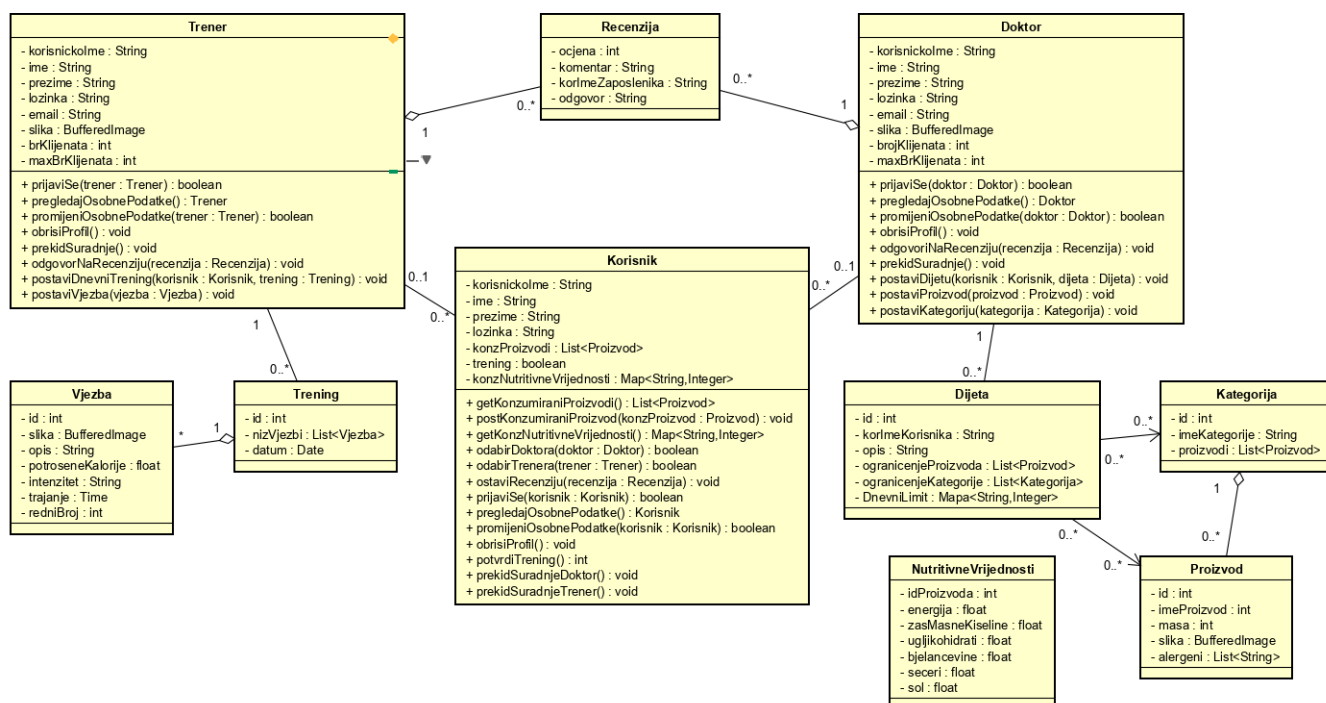 Trener
- korisnickoIme : String
- ime : String
- prezime : String
- lozinka : String
- email : String
- slika : BufferedImage
- brKlijenata : int
- maxBrKlijenata : int
+ prijaviSe(trener : Trener) : boolean
+ pregledajOsobnePodatke() : Trener
+ promijeniOsobnePodatke(trener : Trener) : boolean
+ obrisiProfil() : void
+ prekidSuradnje() : void
+ odgovorNaRecenziju(recenzija : Recenzija) : void
+ postaviDnevniTrening(korisnik : Korisnik, trening : Trening) : void
+ postaviVjezba(vjezba : Vjezba) : void
Recenzija
- ocjena : int
- komentar : String
- korImeZaposlenika : String
- odgovor : String
Doktor
- korisnickoIme : String
- ime : String
- prezime : String
- lozinka : String
- email : String
- slika : BufferedImage
- brojKlijenata : int
- maxBrKlijenata : int
+ prijaviSe(doktor : Doktor) : boolean
+ pregledajOsobnePodatke() : Doktor
+ promijeniOsobnePodatke(doktor : Doktor) : boolean
+ obrisiProfil() : void
+ odgovoriNaRecenziju(recenzija : Recenzija) : void
+ prekidSuradnje() : void
+ postaviDijetu(korisnik : Korisnik, dijeta : Dijeta) : void
+ postaviProizvod(proizvod : Proizvod) : void
+ postaviKategoriju(kategorija : Kategorija) : void
1
0..*
0..*
1
0..1
0..*
0..*
0..1
Korisnik
- korisnickoIme : String
- ime : String
- prezime : String
- lozinka : String
- konzProizvodi : List<Proizvod>
- trening : boolean
- konzNutritivneVrijednosti : Map<String,Integer>
+ getKonzumiraniProizvodi() : List<Proizvod>
+ postKonzumiraniProizvod(konzProizvod : Proizvod) : void
+ getKonzNutritivneVrijednosti() : Map<String,Integer>
+ odabirDoktora(doktor : Doktor) : boolean
+ odabirTrenera(trener : Trener) : boolean
+ ostaviRecenziju(recenzija : Recenzija) : void
+ prijaviSe(korisnik : Korisnik) : boolean
+ pregledajOsobnePodatke() : Korisnik
+ promijeniOsobnePodatke(korisnik : Korisnik) : boolean
+ obrisiProfil() : void
+ potvrdiTrening() : int
+ prekidSuradnjeDoktor() : void
+ prekidSuradnjeTrener() : void
1
0..*
Vjezba
- id : int
- slika : BufferedImage
- opis : String
- potroseneKalorije : float
- intenzitet : String
- trajanje : Time
- redniBroj : int
*
1
Trening
- id : int
- nizVjezbi : List<Vjezba>
- datum : Date
1
0..*
Dijeta
- id : int
- korImeKorisnika : String
- opis : String
- ogranicenjeProizvoda : List<Proizvod>
- ogranicenjeKategorije : List<Kategorija>
- DnevniLimit : Mapa<String,Integer>
0..*
0..*
Kategorija
- id : int
- imeKategorije : String
- proizvodi : List<Proizvod>
1
0..*
0..*
0..*
NutritivneVrijednosti
- idProizvoda : int
- energija : float
- zasMasneKiseline : float
- ugljikohidrati : float
- bjelancevine : float
- seceri : float
- sol : float
Proizvod
- id : int
- imeProizvod : int
- masa : int
- slika : BufferedImage
- alergeni : List<String>